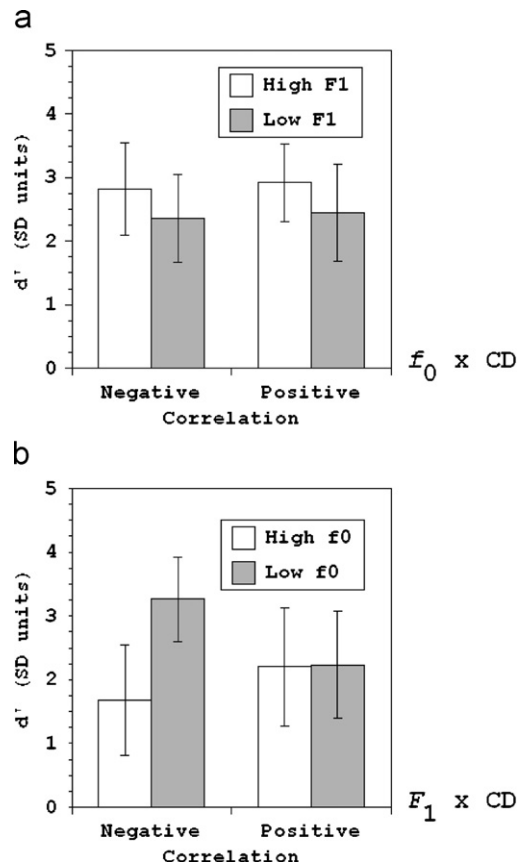 a
5
4
3
2
1
0
d' (SD units)
High F1
Low F1
Negative Positive
Correlation
f0 x CD
b
5
4
3
2
1
0
d' (SD units)
High f0
Low f0
Negative Positive
Correlation
F1 x CD